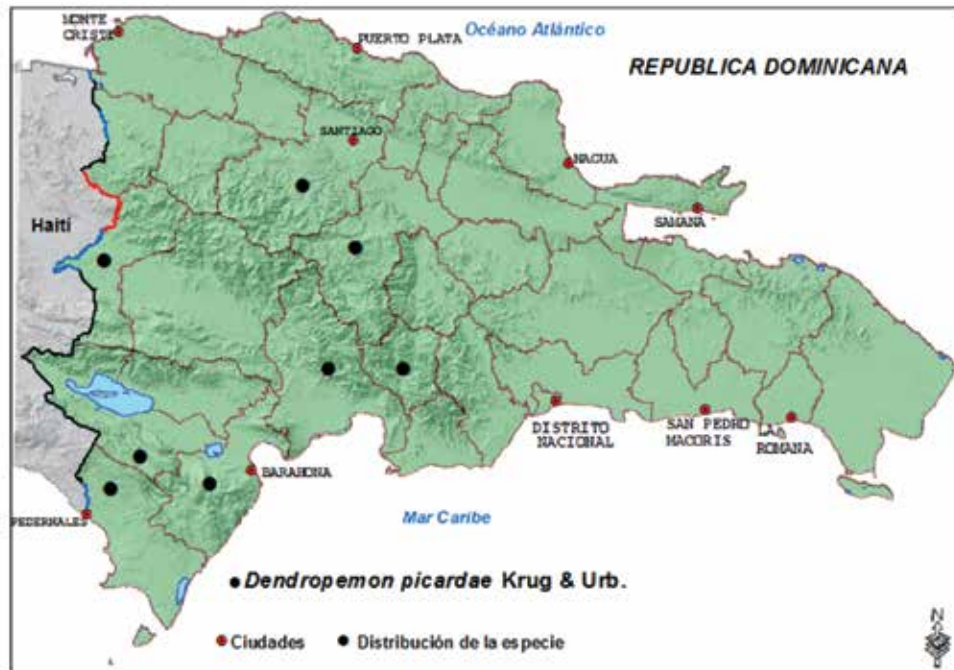 MONTE
CRISTI
PUERTO PLATA
Océano Atlántico
REPUBLICA DOMINICANA
SANTIAGO
NAGUA
SAMANA
Haití
DISTRITO
NACIONAL
SAN PEDRO
MACORIS
LA
ROMANA
BARAHONA
PEDERNALES
Mar Caribe
Dendropemon picardae Krug & Urb.
Ciudades
Distribución de la especie
N